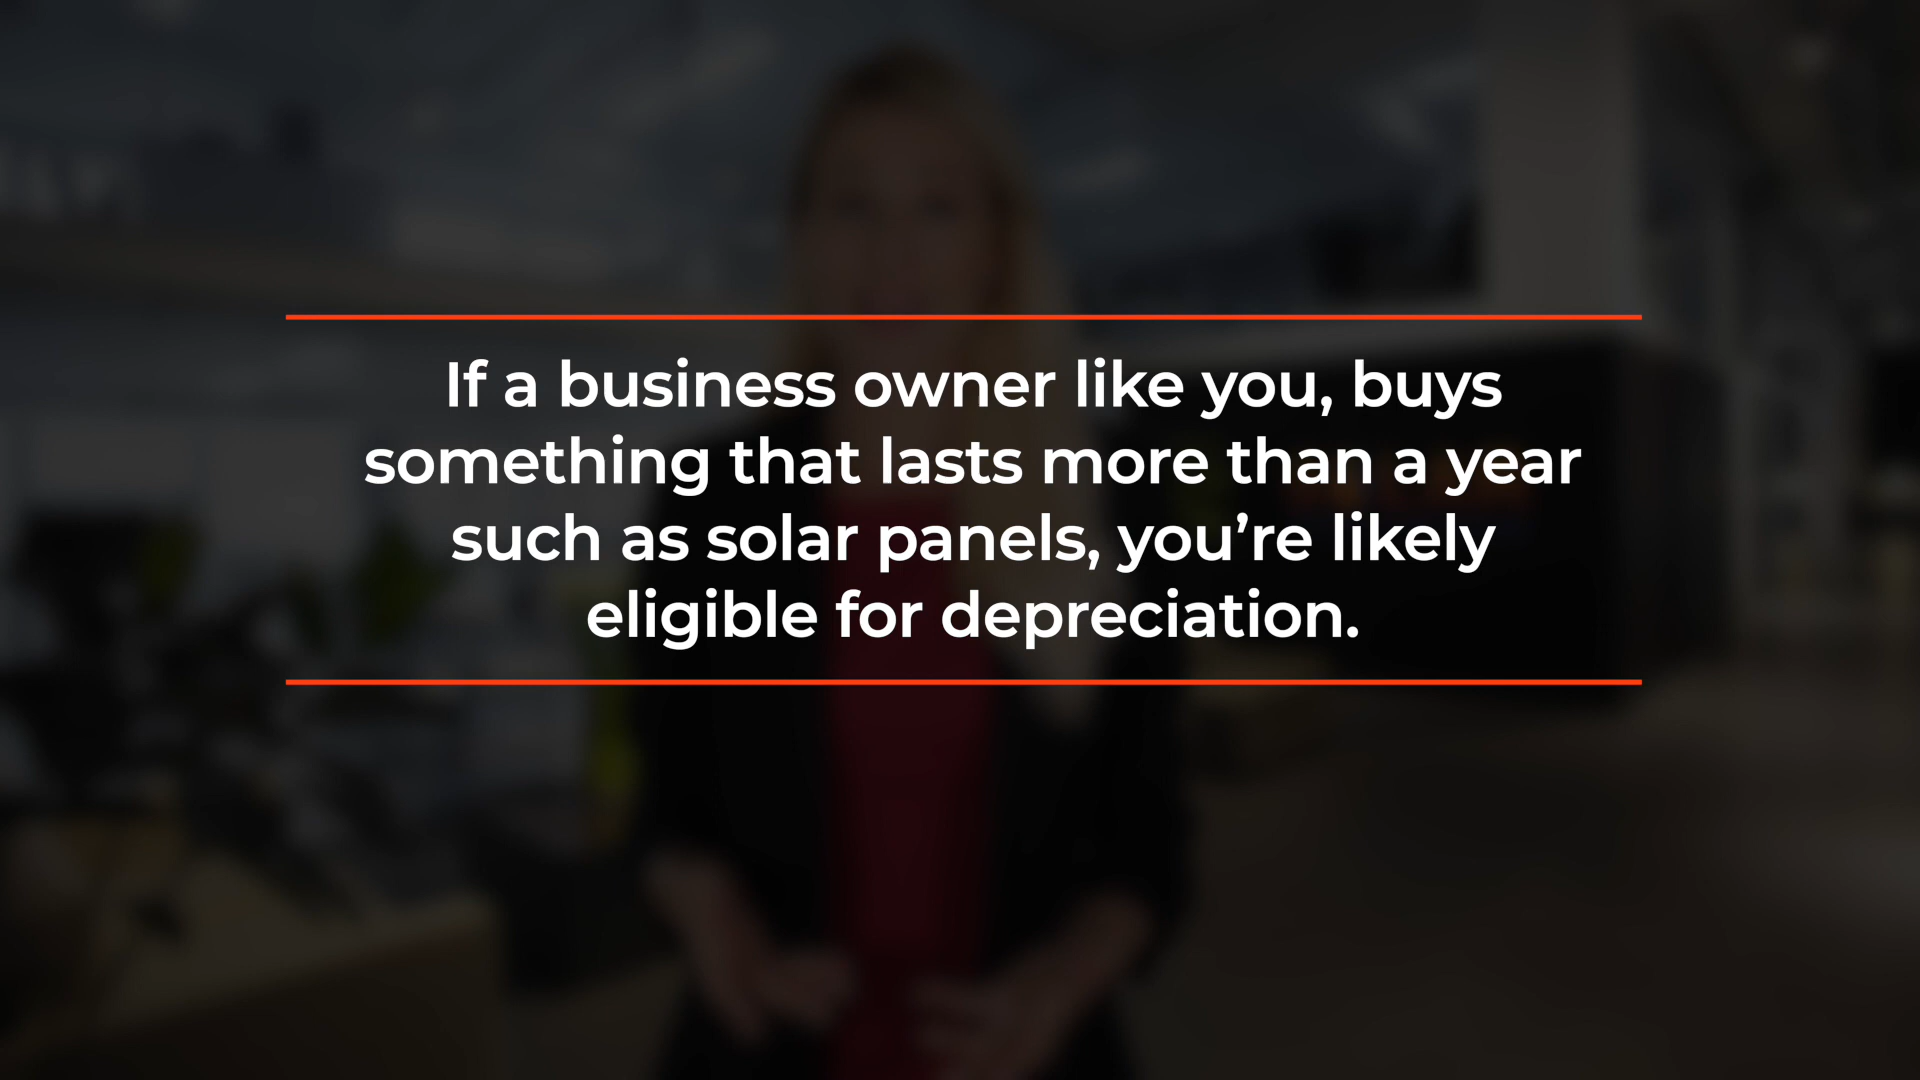 If a business owner like you, buys
something that lasts more than a year
such as solar panels, you’re likely
eligible for depreciation.